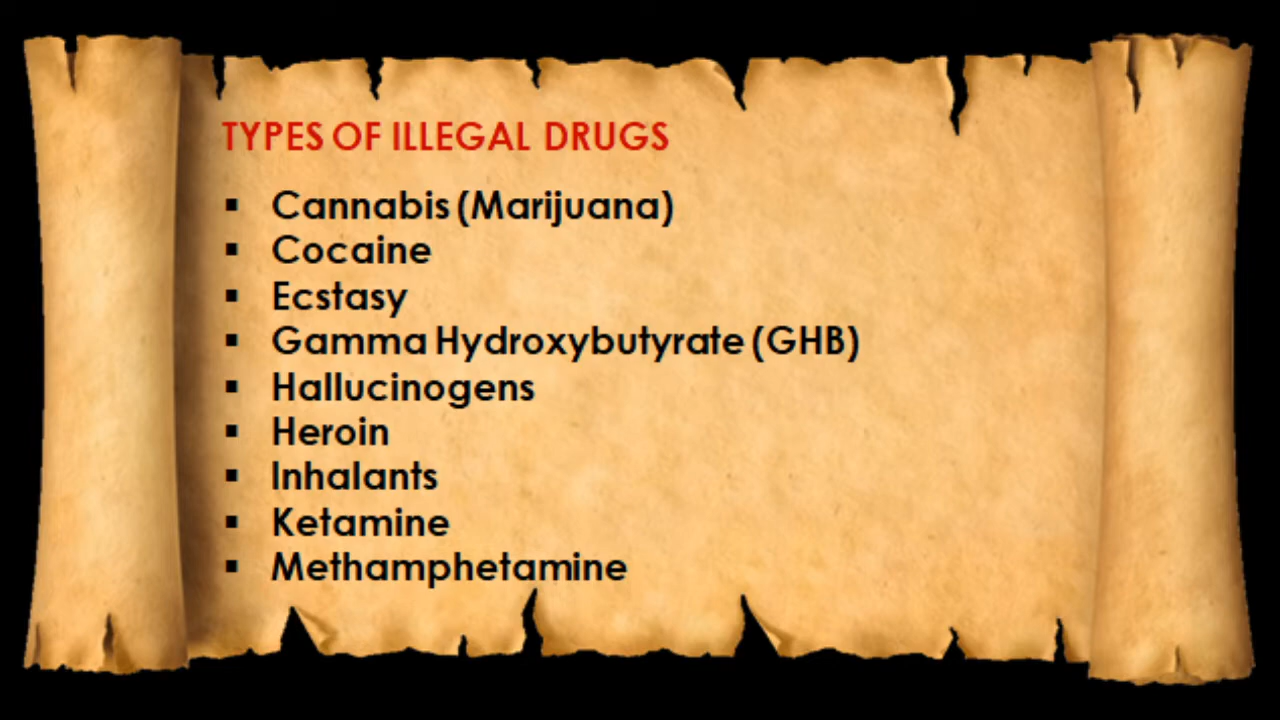 TYPES OF ILLEGAL DRUGS
▪ Cannabis (Marijuana)
▪ Cocaine
▪ Ecstasy
▪ Gamma Hydroxybutyrate (GHB)
▪ Hallucinogens
▪ Heroin
▪ Inhalants
▪ Ketamine
▪ Methamphetamine